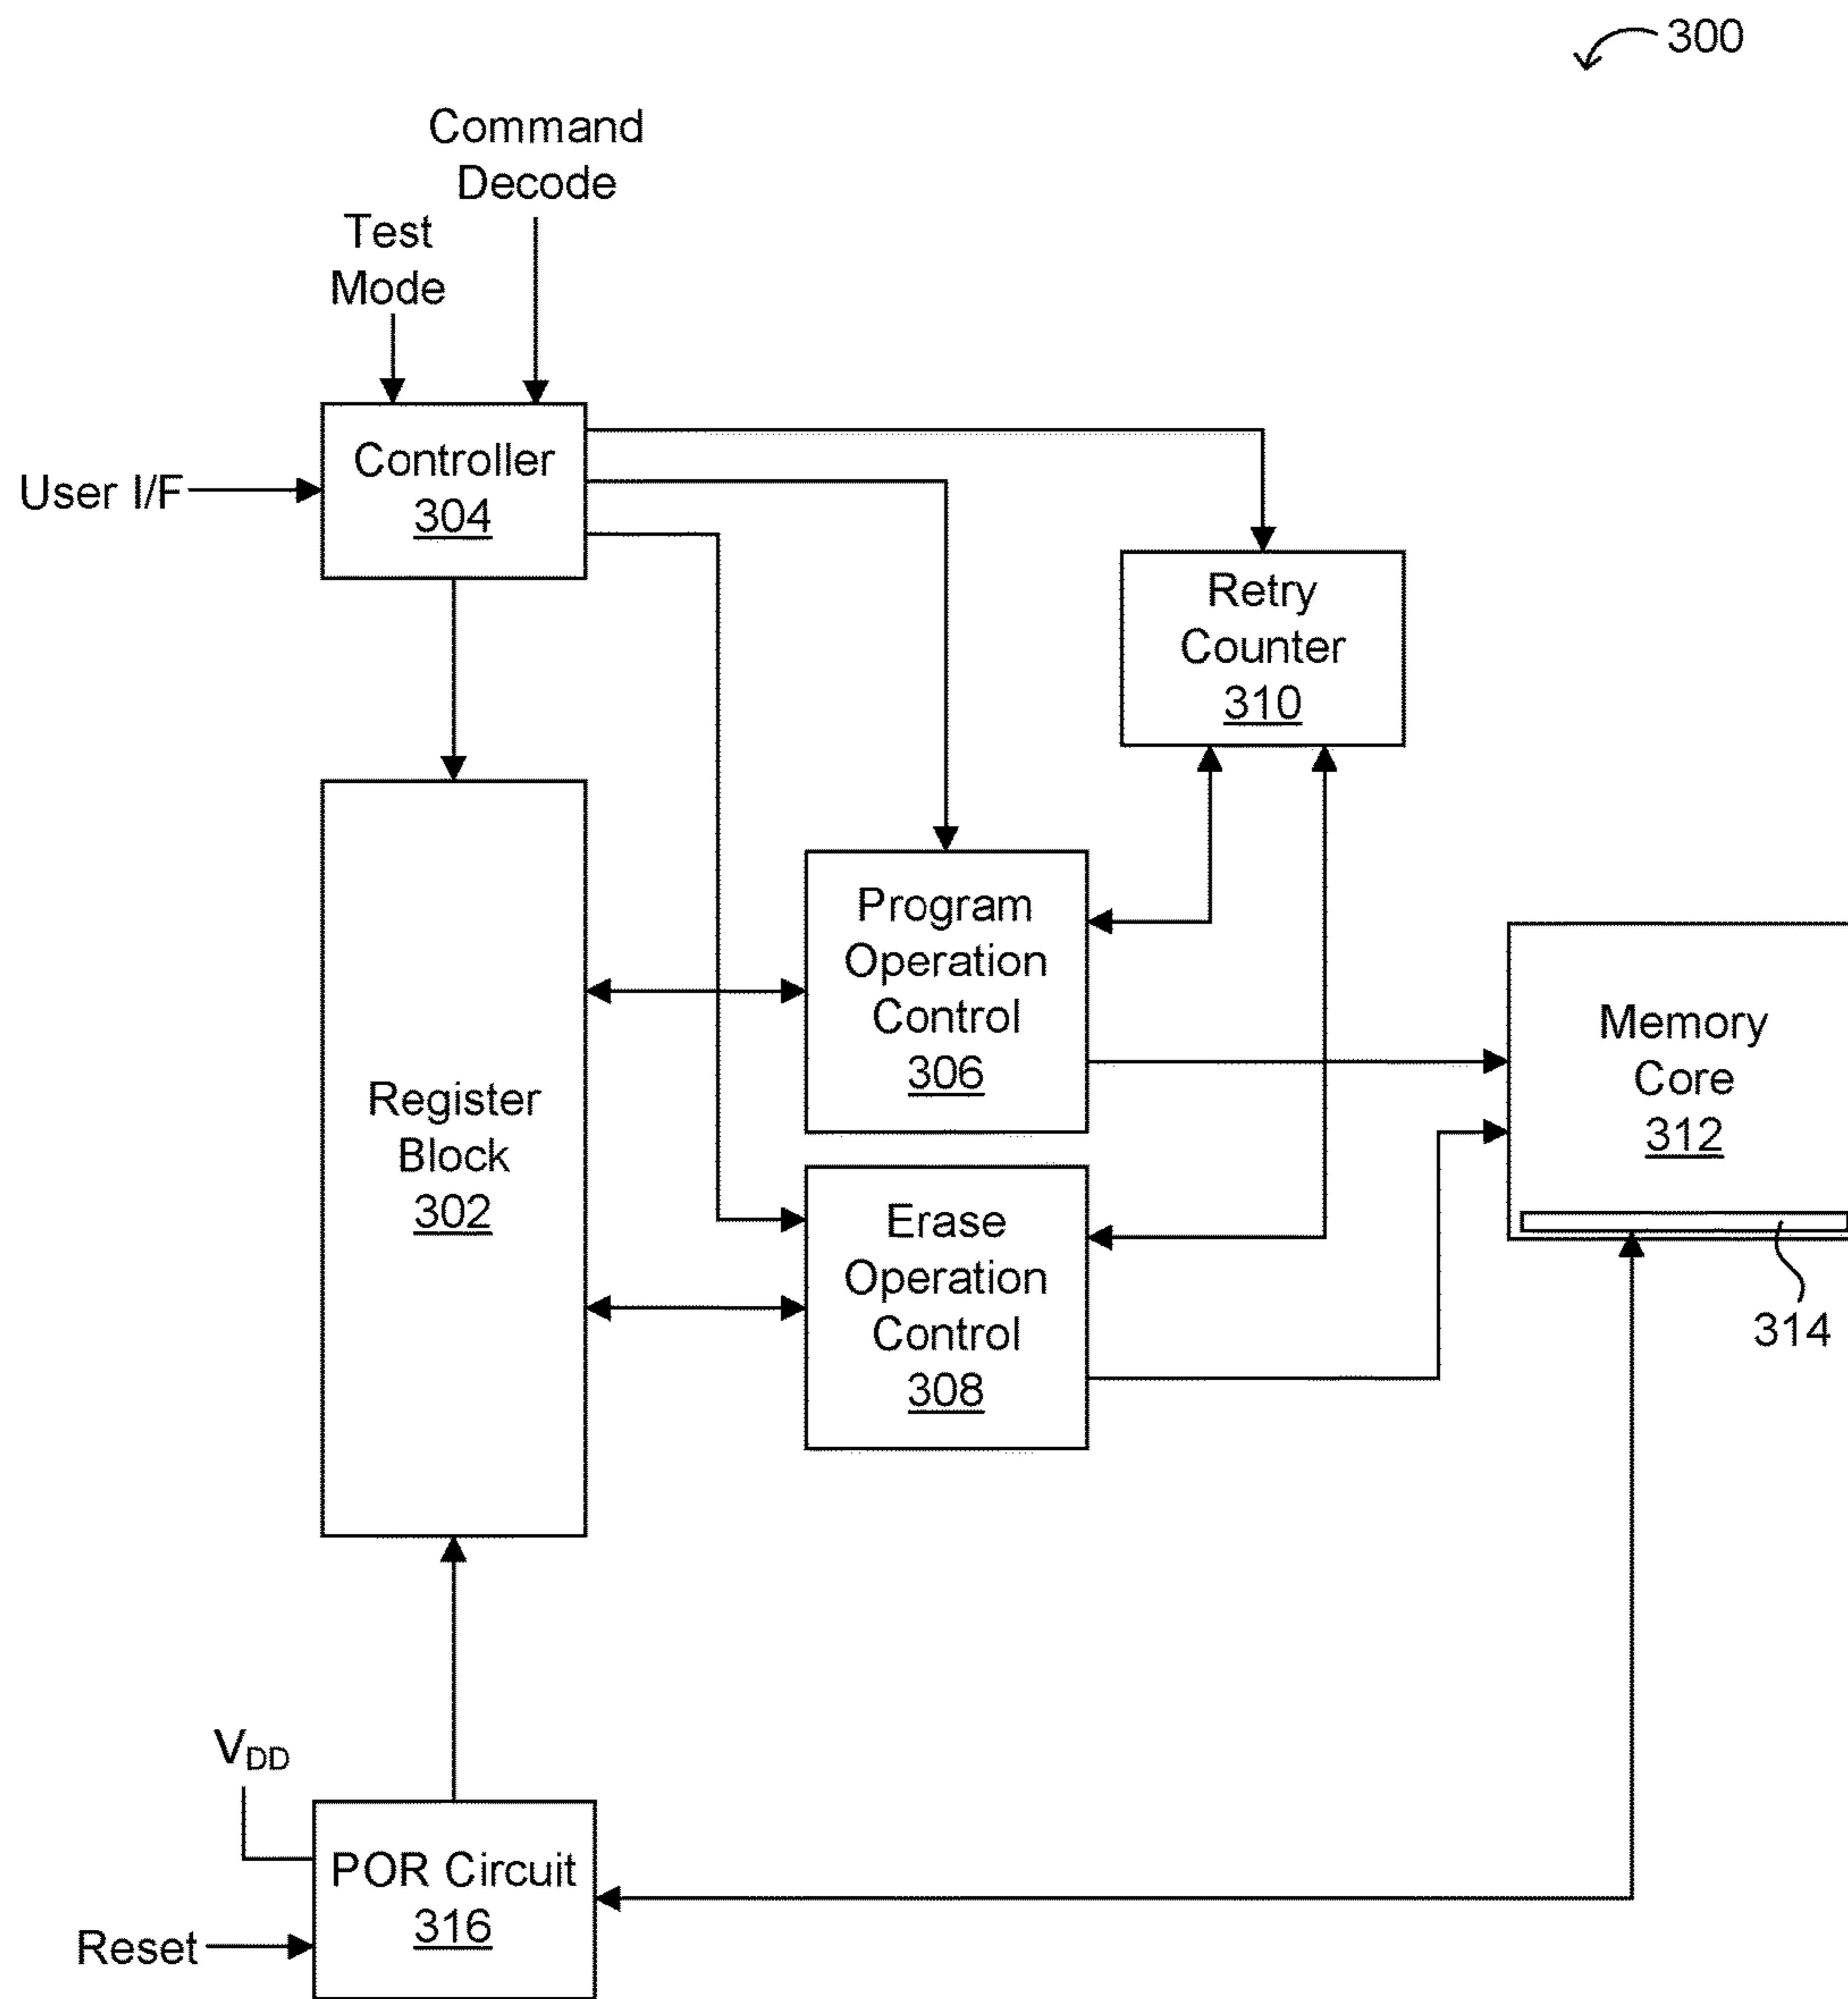 300
Command
Decode
Test
Mode
User I/F
Controller
304
Retry
Counter
310
Program
Operation
Control
306
Memory
Core
312
Register
Block
302
Erase
Operation
Control
308
314
VDD
POR Circuit
316
Reset